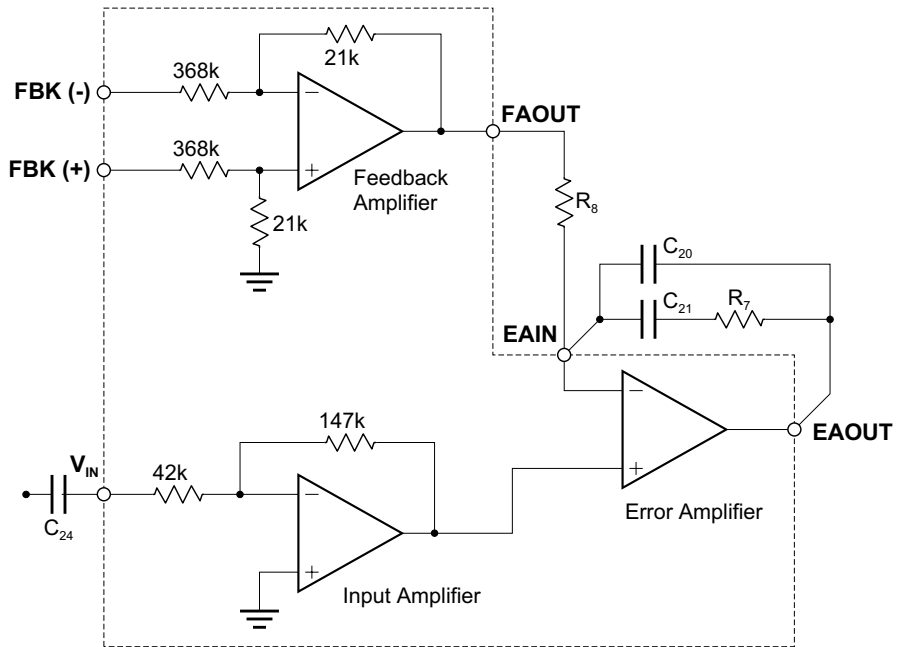 21k
368k
FBK (-)
−
FAOUT
368k
FBK (+)
+
Feedback
Amplifier
21k
R8
C20
C21
R7
EAIN
−
147k
EAOUT
VIN
42k
+
−
C24
Error Amplifier
+
Input Amplifier